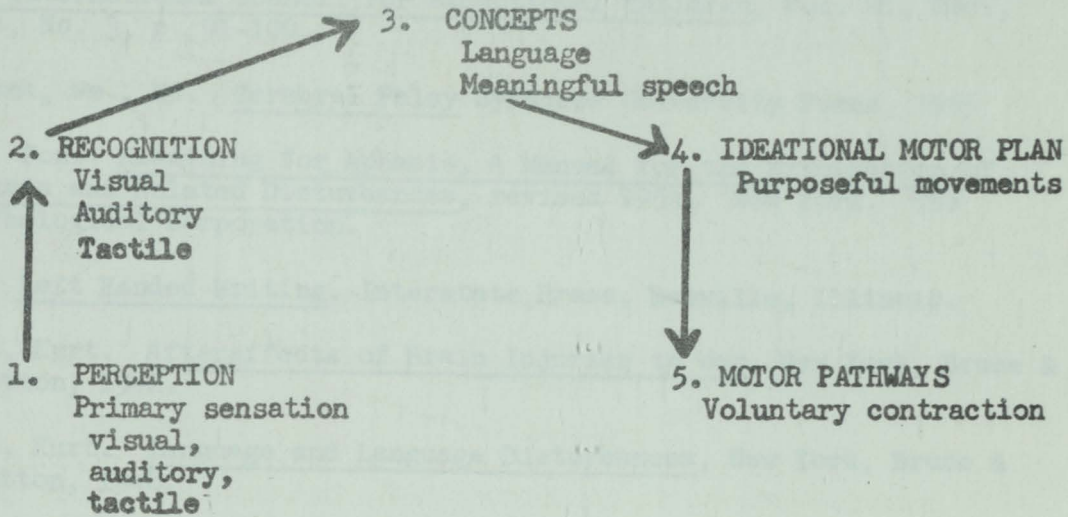 3. CONCEPTS
Language
Meaningful speech
2. RECOGNITION
Visual
Auditory
Tactile
4. IDEATIONAL MOTOR PLAN
Purposeful movements
1. PERCEPTION
Primary sensation
visual,
auditory,
tactile
5. MOTOR PATHWAYS
Voluntary contraction